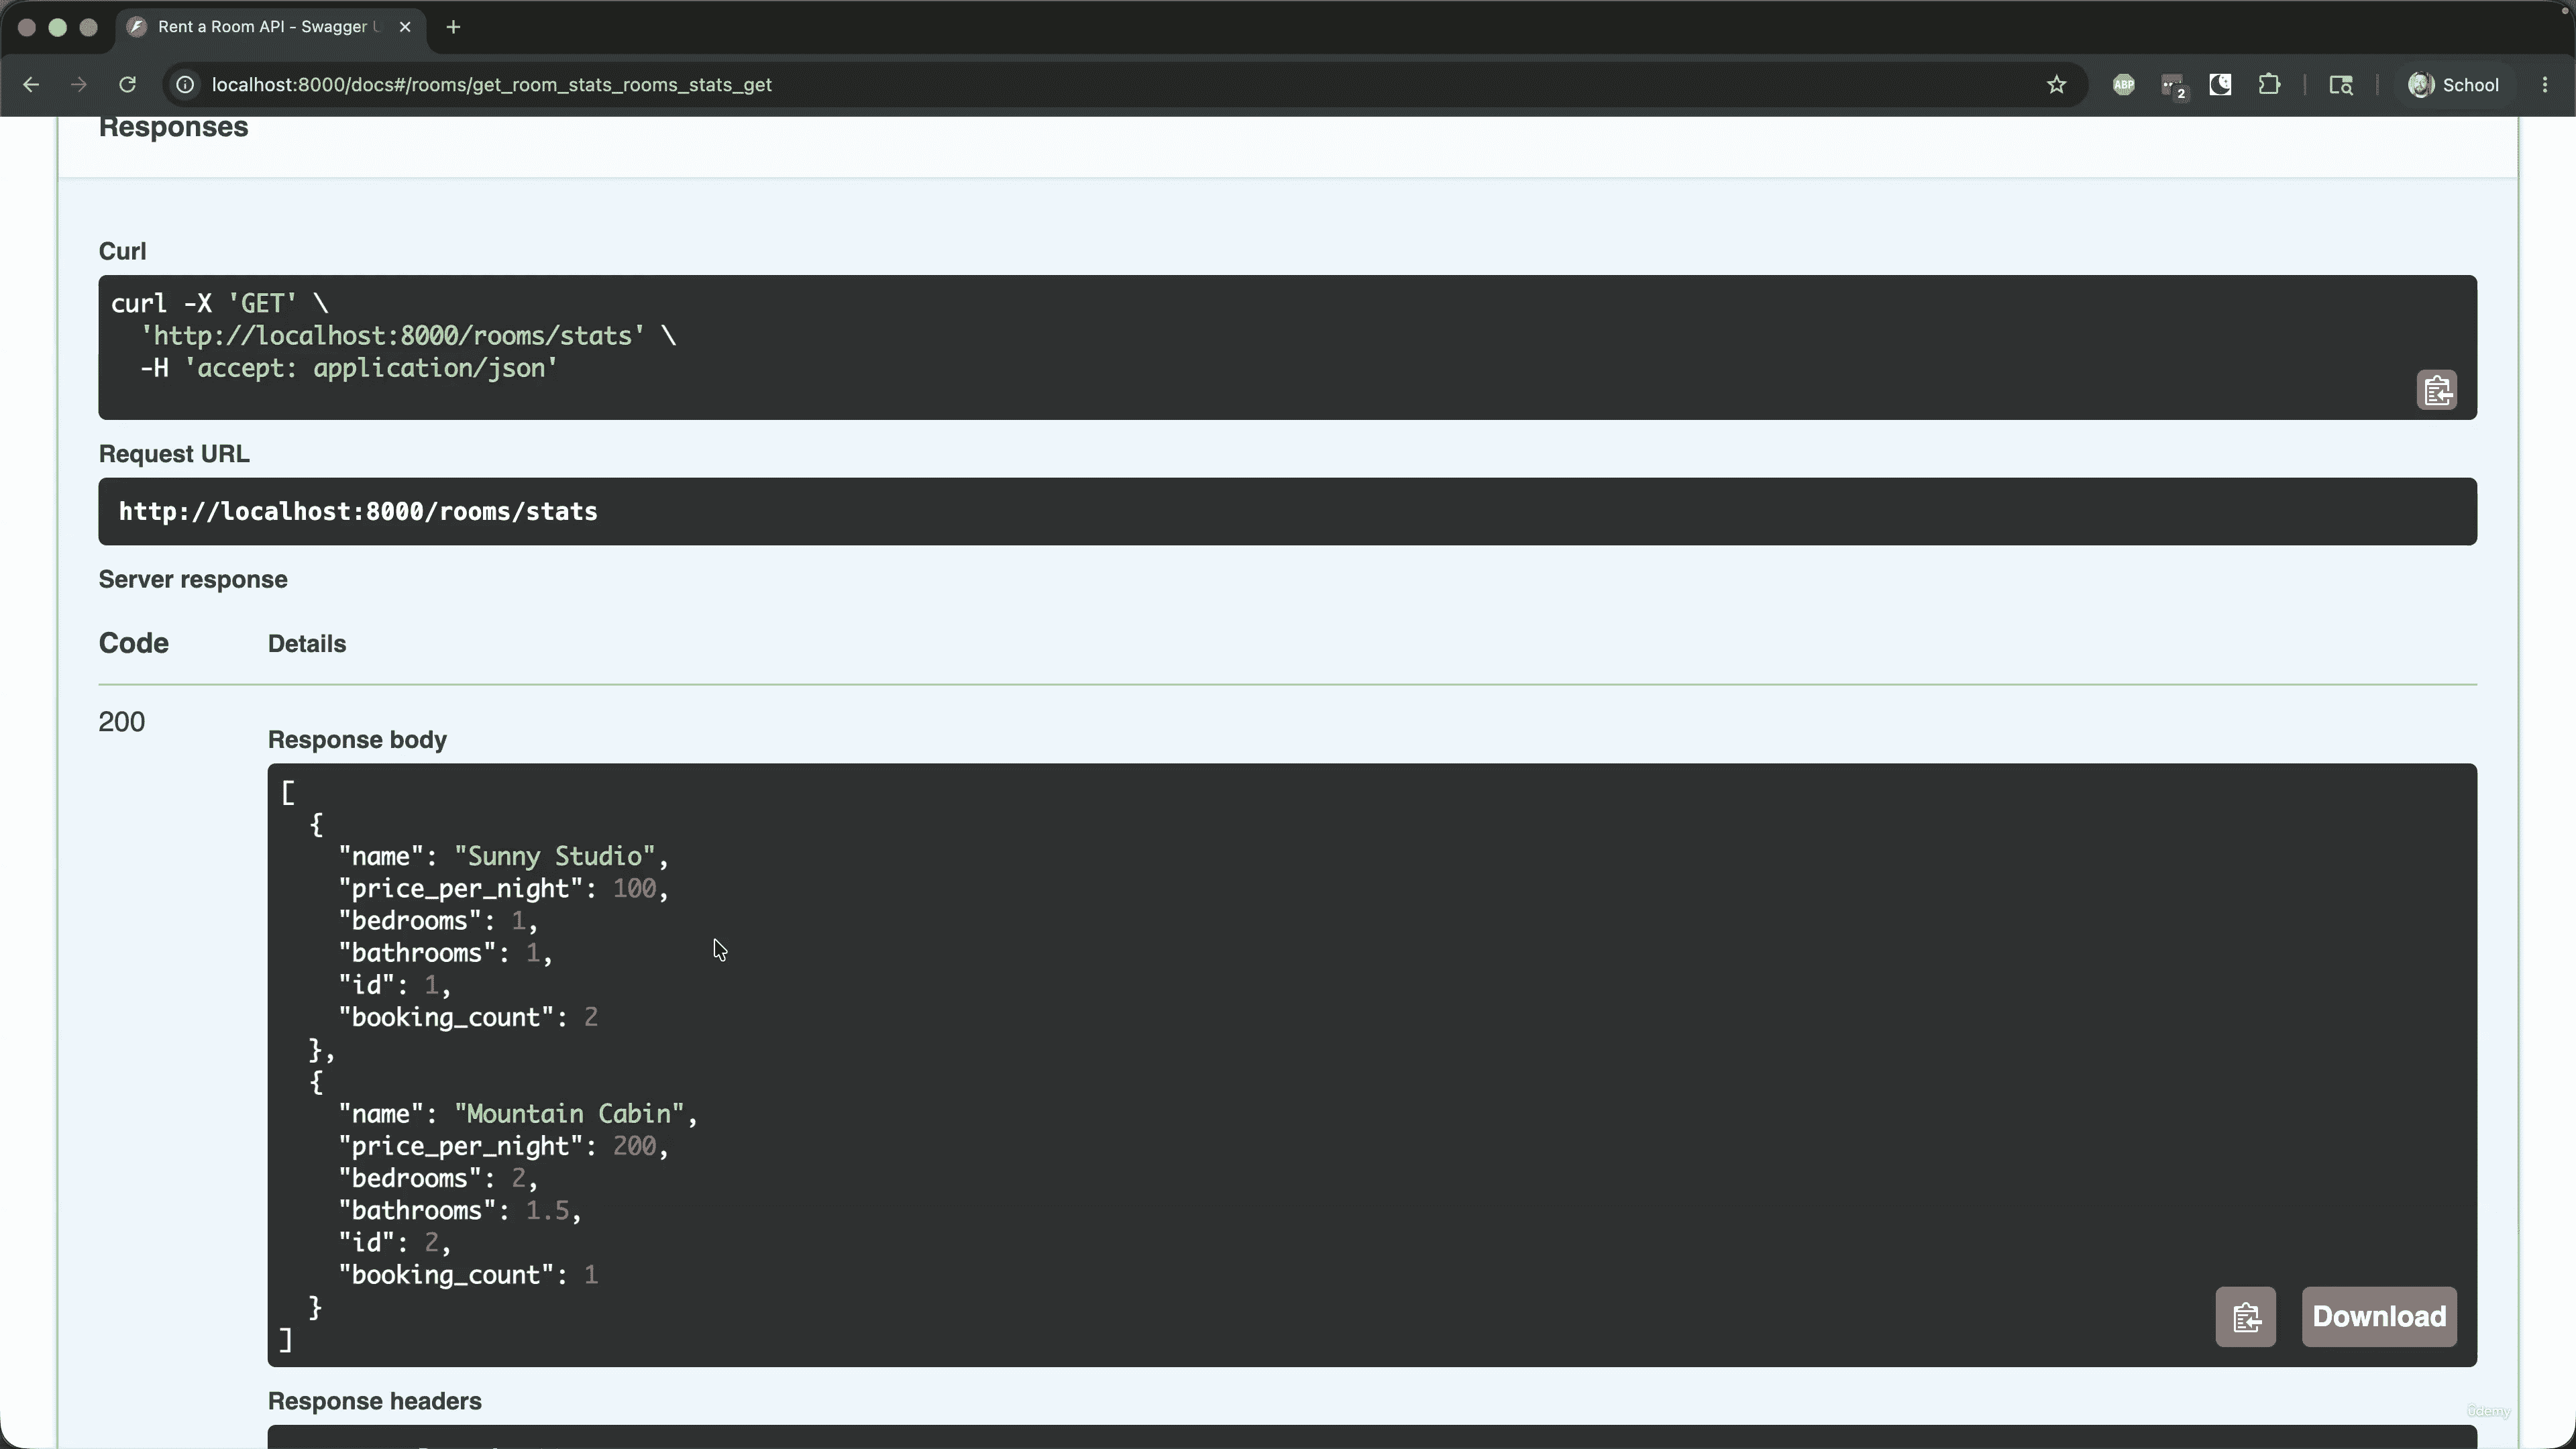 Rent a Room API - Swagger U
localhost:8000/docs#/rooms/get_room_stats_rooms_stats_get
ABP
2
School
Responses
Curl
curl -X 'GET' \
  'http://localhost:8000/rooms/stats' \
  -H 'accept: application/json'
Request URL
http://localhost:8000/rooms/stats
Server response
Code Details
200
Response body
[
  {
    "name": "Sunny Studio",
    "price_per_night": 100,
    "bedrooms": 1,
    "bathrooms": 1,
    "id": 1,
    "booking_count": 2
  },
  {
    "name": "Mountain Cabin",
    "price_per_night": 200,
    "bedrooms": 2,
    "bathrooms": 1.5,
    "id": 2,
    "booking_count": 1
  }
]
Download
Response headers
ûdemy